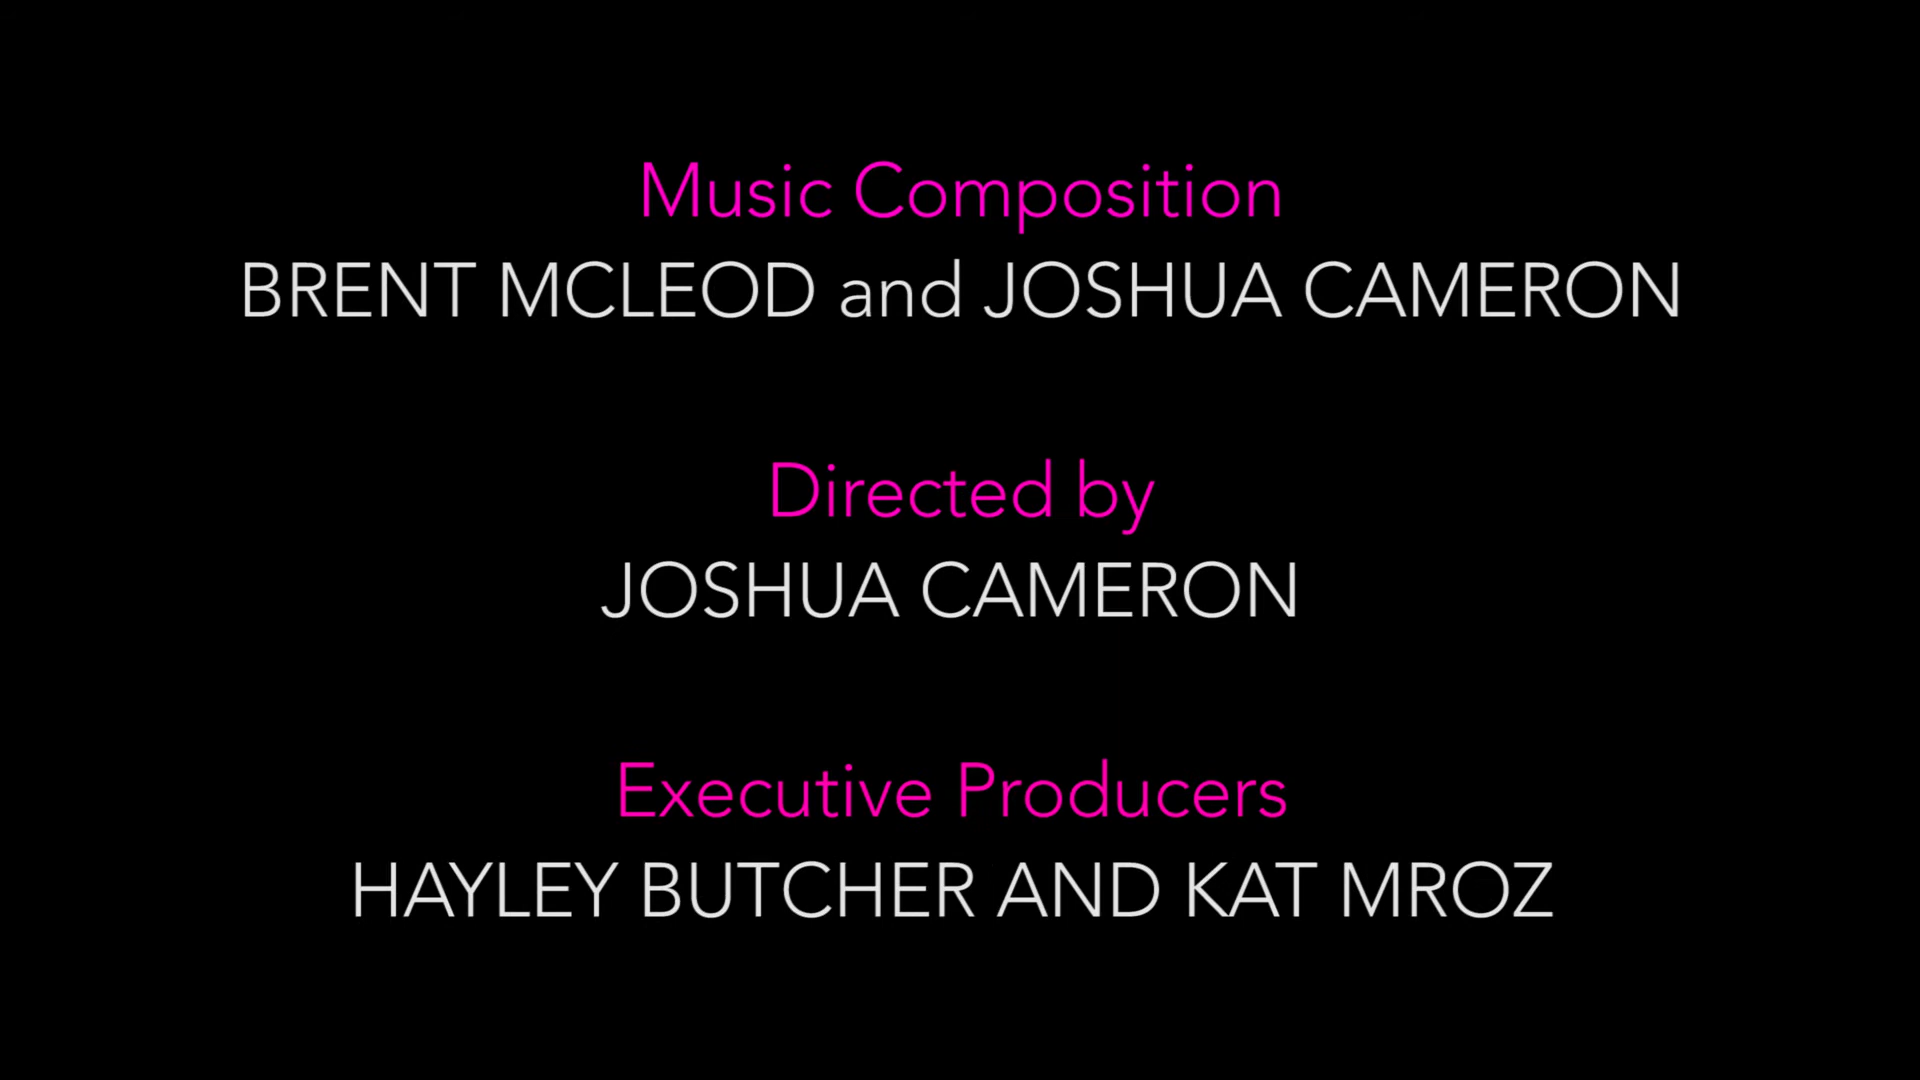 Music Composition
BRENT MCLEOD and JOSHUA CAMERON
Directed by
JOSHUA CAMERON
Executive Producers
HAYLEY BUTCHER AND KAT MROZ